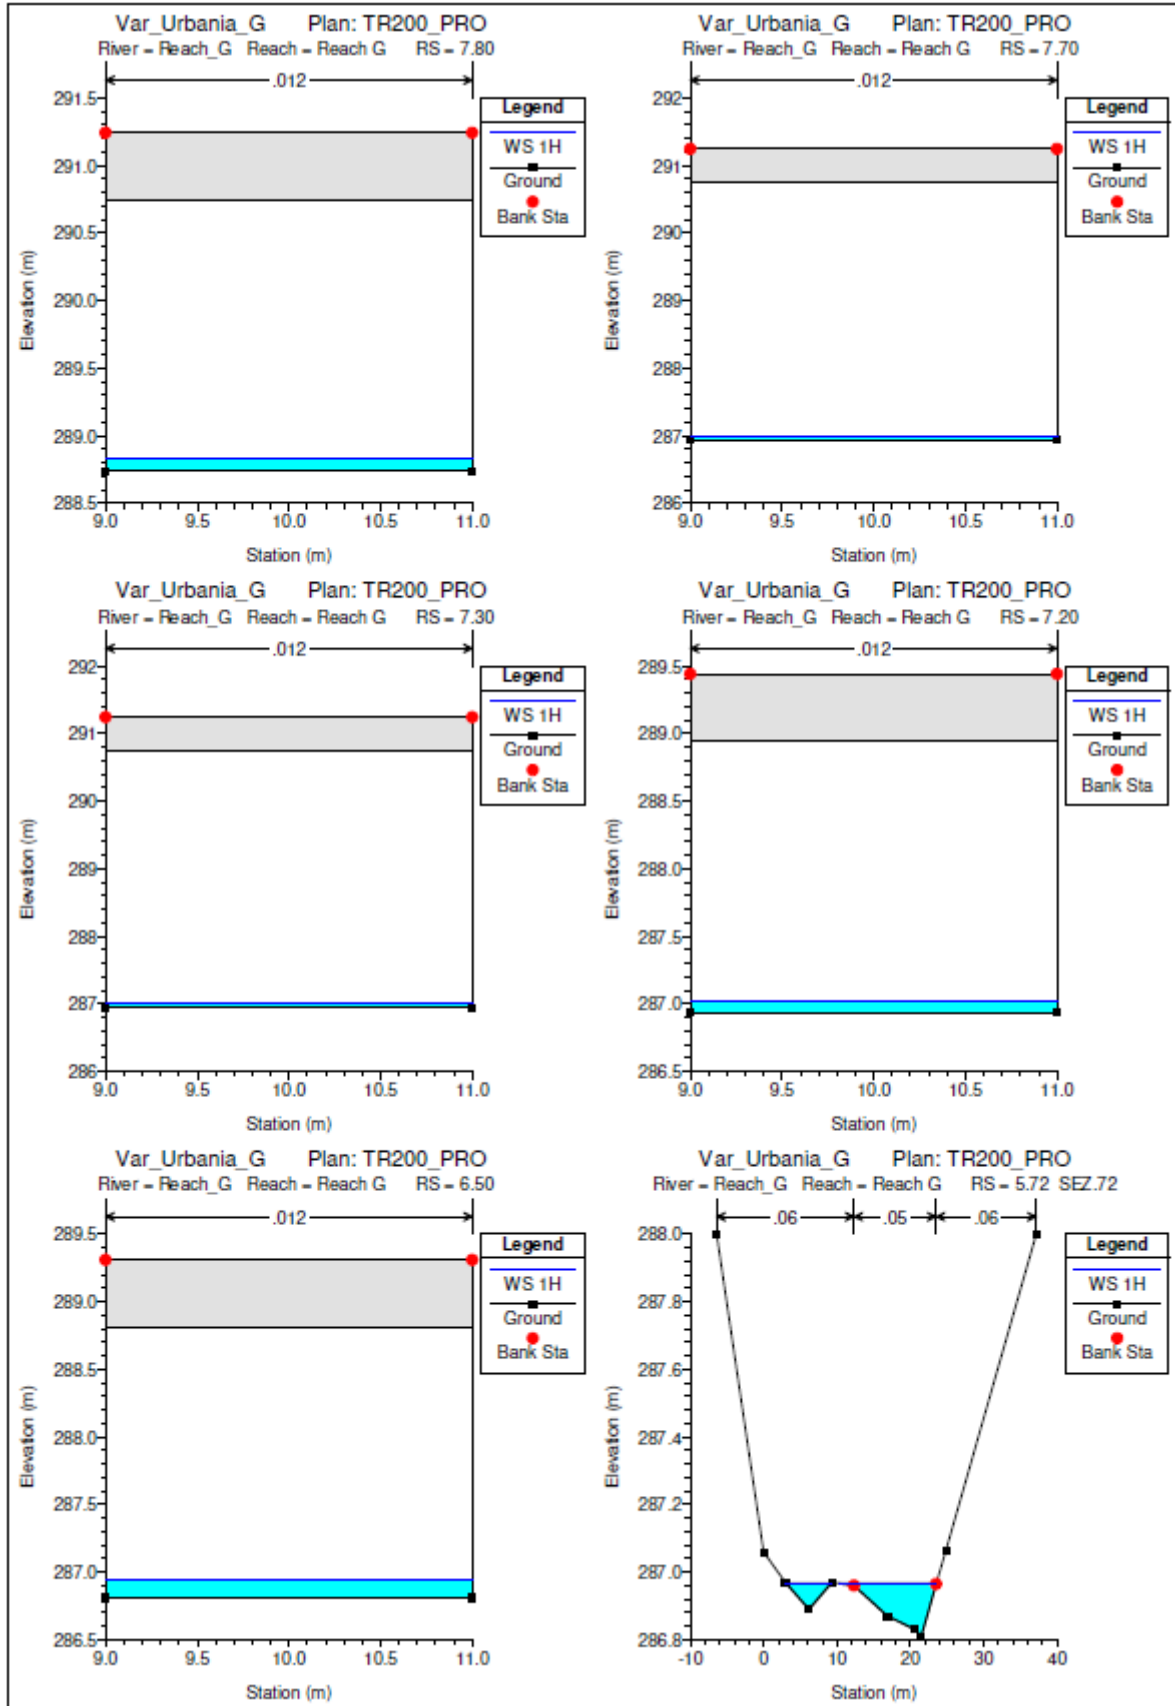 Var_Urbania_G Plan: TR200_PRO
River = Reach_G Reach = Reach G RS = 7.80
.012
291.5
291.0
290.5
290.0
289.5
289.0
288.5
Elevation (m)
9.0 9.5 10.0 10.5 11.0
Station (m)
Legend
WS 1H
Ground
Bank Sta
Var_Urbania_G Plan: TR200_PRO
River = Reach_G Reach = Reach G RS = 7.70
.012
292
291
290
289
288
287
286
Elevation (m)
9.0 9.5 10.0 10.5 11.0
Station (m)
Legend
WS 1H
Ground
Bank Sta
Var_Urbania_G Plan: TR200_PRO
River = Reach_G Reach = Reach G RS = 7.30
.012
292
291
290
289
288
287
286
Elevation (m)
9.0 9.5 10.0 10.5 11.0
Station (m)
Legend
WS 1H
Ground
Bank Sta
Var_Urbania_G Plan: TR200_PRO
River = Reach_G Reach = Reach G RS = 7.20
.012
289.5
289.0
288.5
288.0
287.5
287.0
286.5
Elevation (m)
9.0 9.5 10.0 10.5 11.0
Station (m)
Legend
WS 1H
Ground
Bank Sta
Var_Urbania_G Plan: TR200_PRO
River = Reach_G Reach = Reach G RS = 6.50
.012
289.5
289.0
288.5
288.0
287.5
287.0
286.5
Elevation (m)
9.0 9.5 10.0 10.5 11.0
Station (m)
Legend
WS 1H
Ground
Bank Sta
Var_Urbania_G Plan: TR200_PRO
River = Reach_G Reach = Reach G RS = 5.72 SEZ.72
.06 .05 .06
288.0
287.8
287.6
287.4
287.2
287.0
286.8
Elevation (m)
-10 0 10 20 30 40
Station (m)
Legend
WS 1H
Ground
Bank Sta